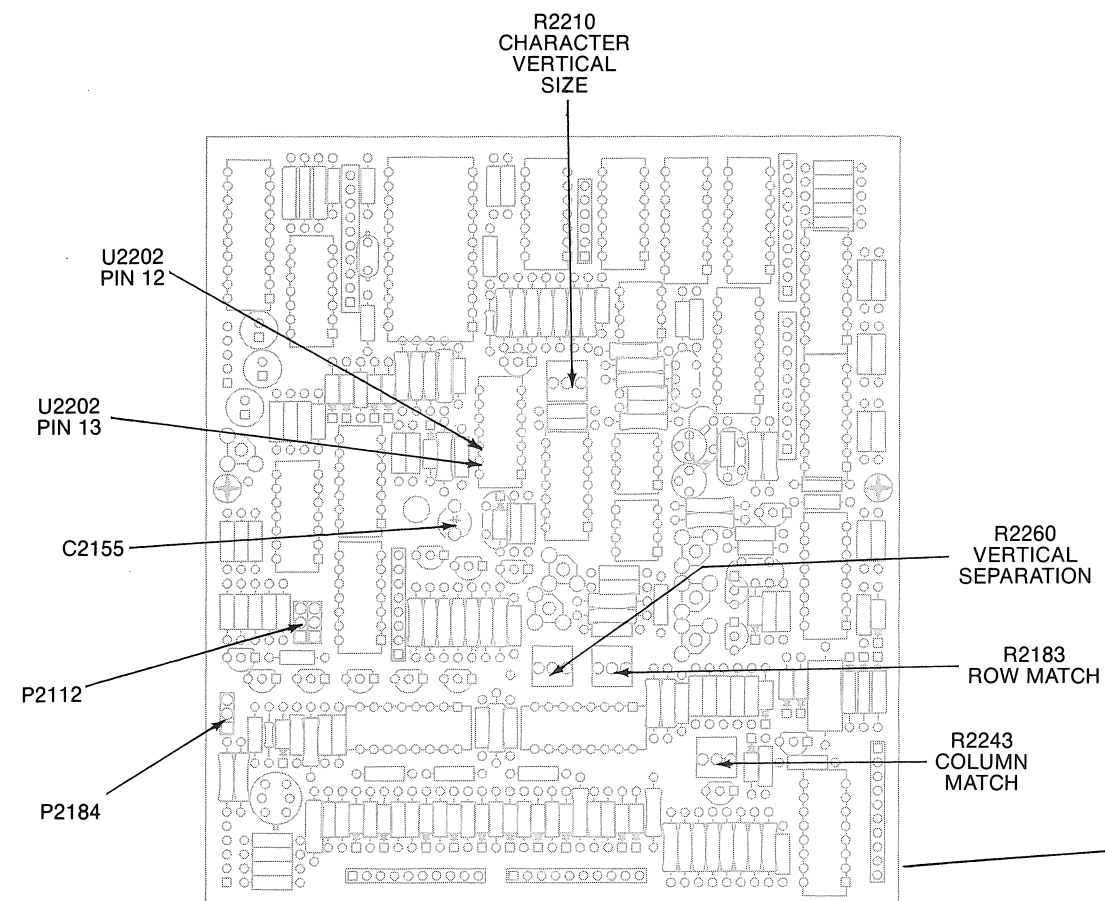 R2210
CHARACTER
VERTICAL
SIZE
U2202
PIN 12
U2202
PIN 13
C2155
R2260
VERTICAL
SEPARATION
P2112
R2183
ROW MATCH
P2184
R2243
COLUMN
MATCH